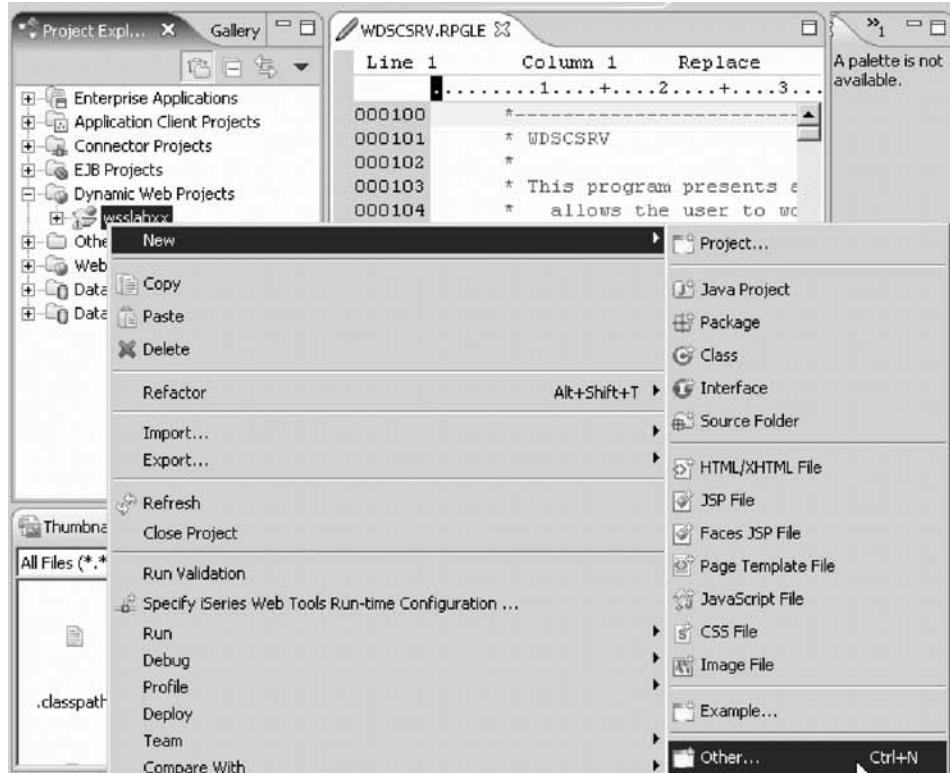 Project Expl...
Gallery
Enterprise Applications
Application Client Projects
Connector Projects
EJB Projects
Dynamic Web Projects
wsslabxx
Othe
Web
Data
Data
Thumbna
All Files (*.*
.classpath
WDSCSRV.RPGLE
Line 1 Column 1 Replace
.........1....+....2....+....3...
000100 *----------------------------
000101 * WDSCSRV
000102 *
000103 * This program presents a
000104 * allows the user to wo
1
A palette is not
available.
New
Copy
Paste
Delete
Refactor Alt+Shift+T
Import...
Export...
Refresh
Close Project
Run Validation
Specify iSeries Web Tools Run-time Configuration ...
Run
Debug
Profile
Deploy
Team
Compare With
Project...
Java Project
Package
Class
Interface
Source Folder
HTML/XHTML File
JSP File
Faces JSP File
Page Template File
JavaScript File
CSS File
Image File
Example...
Other... Ctrl+N